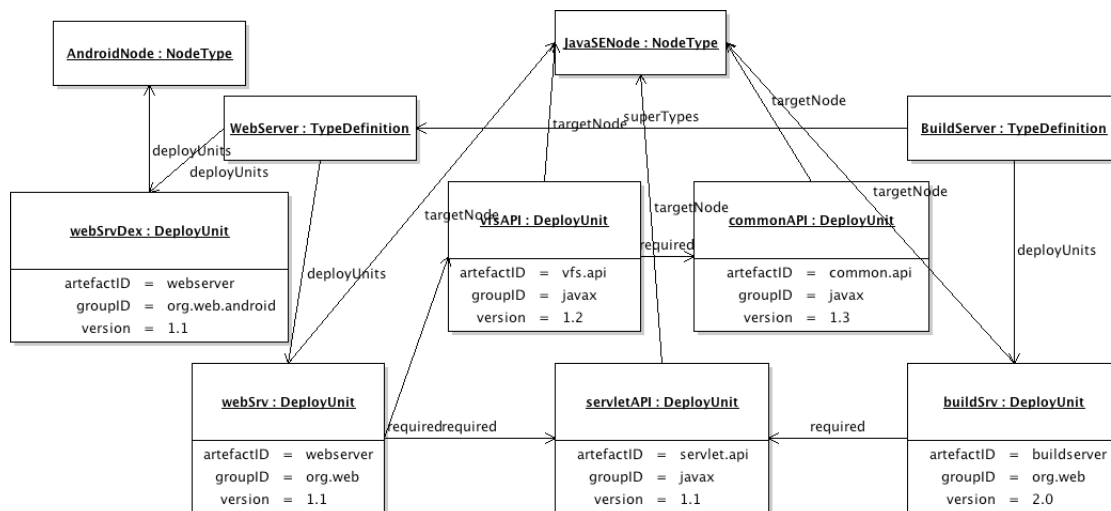 AndroidNode : NodeType
JavaSENode : NodeType
targetNode
WebServer : TypeDefinition
targetNode
superTypes
BuildServer : TypeDefinition
deployUnits
deployUnits
webSrvDex : DeployUnit
artefactID = webserver
groupID = org.web.android
version = 1.1
targetNode
vfsAPI : DeployUnit
artefactID = vfs.api
groupID = javax
version = 1.2
targetNode
required
commonAPI : DeployUnit
artefactID = common.api
groupID = javax
version = 1.3
targetNode
deployUnits
deployUnits
webSrv : DeployUnit
artefactID = webserver
groupID = org.web
version = 1.1
required
required
servletAPI : DeployUnit
artefactID = servlet.api
groupID = javax
version = 1.1
required
buildSrv : DeployUnit
artefactID = buildserver
groupID = org.web
version = 2.0